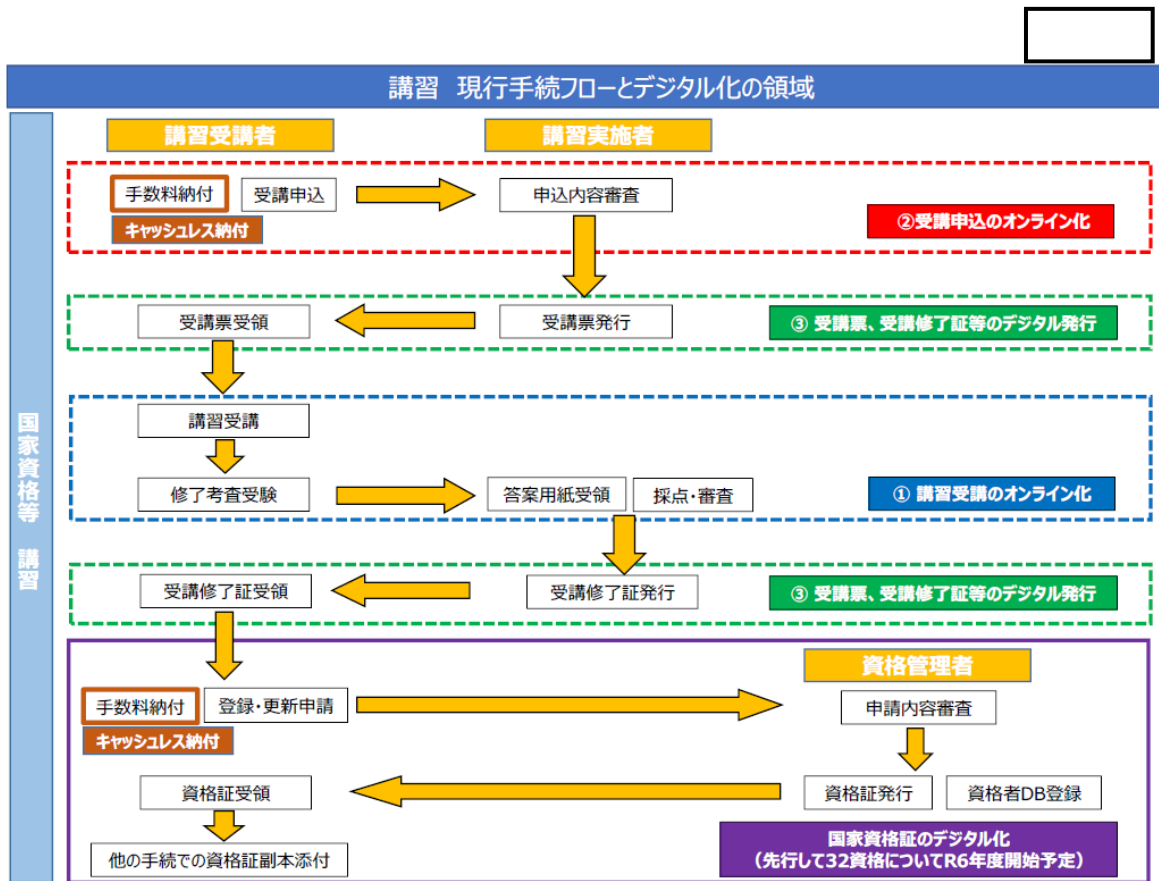 講習 現行手続フローとデジタル化の領域
国家資格等 講習
講習受講者
講習実施者
手数料納付
受講申込
申込内容審査
キャッシュレス納付
②受講申込のオンライン化
受講票受領
受講票発行
③ 受講票、受講修了証等のデジタル発行
講習受講
修了考査受験
答案用紙受領
採点・審査
① 講習受講のオンライン化
受講修了証受領
受講修了証発行
③ 受講票、受講修了証等のデジタル発行
資格管理者
手数料納付
登録・更新申請
申請内容審査
キャッシュレス納付
資格証受領
資格証発行
資格者DB登録
他の手続での資格証副本添付
国家資格証のデジタル化
（先行して32資格についてR6年度開始予定）